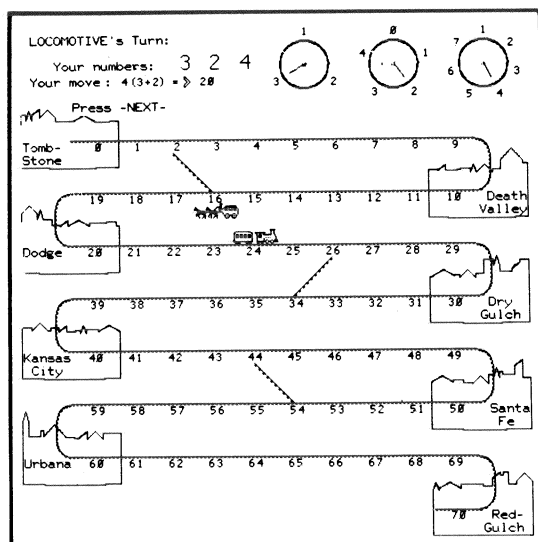 LOCOMOTIVE's Turn:
Your numbers: 3 2 4
Your move : 4(3+2) = > 20
1 2 3
0 1 2 3 4
1 2 3 4 5 6 7
Press -NEXT-
Tomb-
Stone
0 1 2 3 4 5 6 7 8 9
19 18 17 16 15 14 13 12 11 10
Death
Valley
Dodge
20 21 22 23 24 25 26 27 28 29
39 38 37 36 35 34 33 32 31 30
Dry
Gulch
Kansas
City
40 41 42 43 44 45 46 47 48 49
59 58 57 56 55 54 53 52 51 50
Santa
Fe
Urbana
60 61 62 63 64 65 66 67 68 69
70
Red-
Gulch